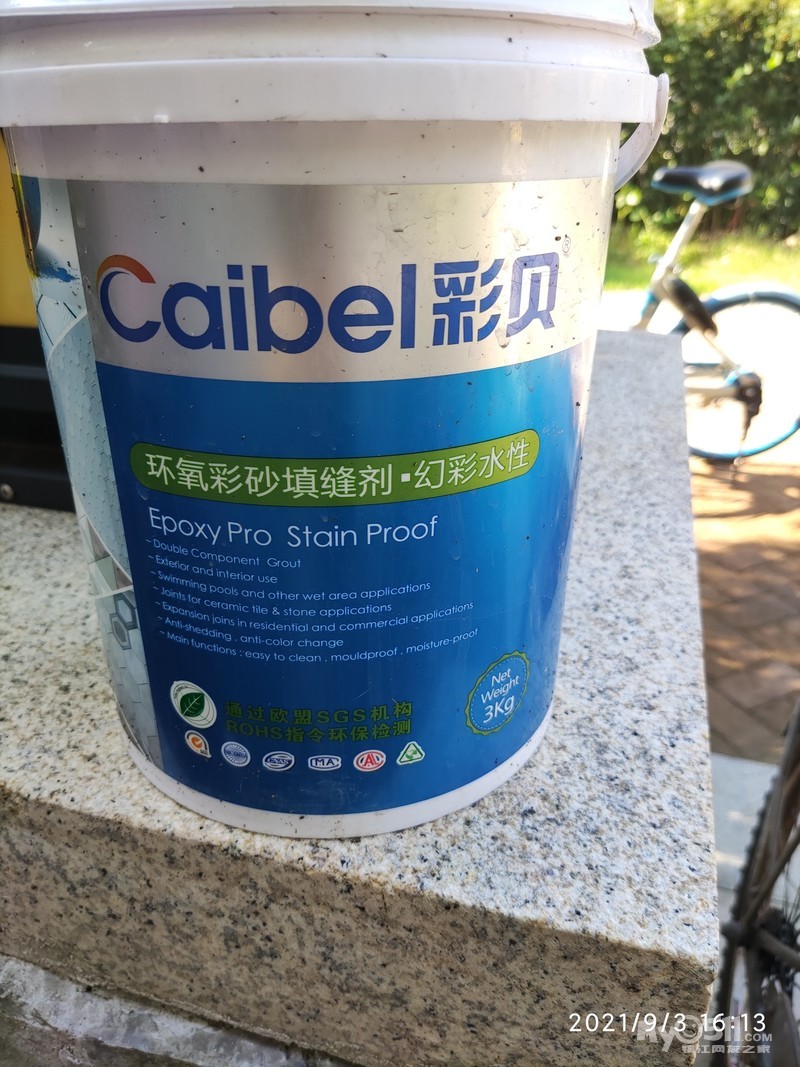 Caibel彩贝®
环氧彩砂填缝剂·幻彩水性
Epoxy Pro Stain Proof
- Double Component Grout
- Exterior and interior use
- Swimming pools and other wet area applications
- Joints for ceramic tile & stone applications
- Expansion joins in residential and commercial applications
- Anti-shedding , anti-color change
- Main functions : easy to clean , mouldproof , moisture-proof
Net
Weight
3Kg
通过欧盟SGS机构
ROHS指令环保检测
MA
2021/9/3 16:13